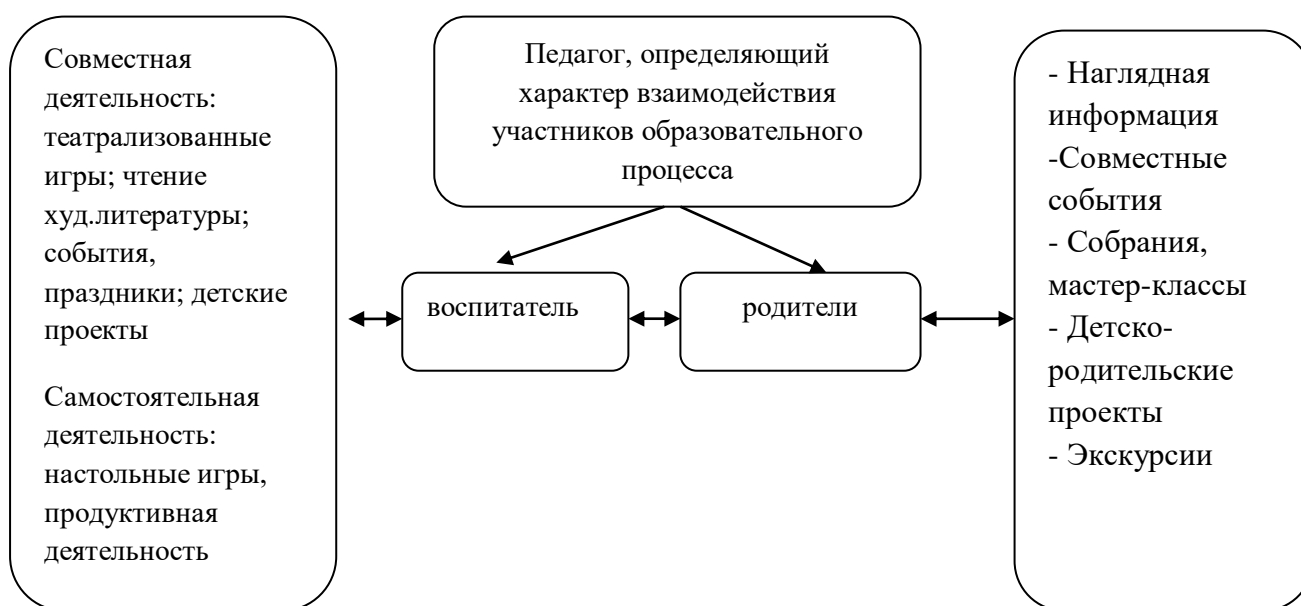 Совместная
деятельность:
театрализованные
игры; чтение
худ.литературы;
события,
праздники; детские
проекты
Самостоятельная
деятельность:
настольные игры,
продуктивная
деятельность
Педагог, определяющий
характер взаимодействия
участников образовательного
процесса
воспитатель
родители
- Наглядная
информация
-Совместные
события
- Собрания,
мастер-классы
- Детско-
родительские
проекты
- Экскурсии